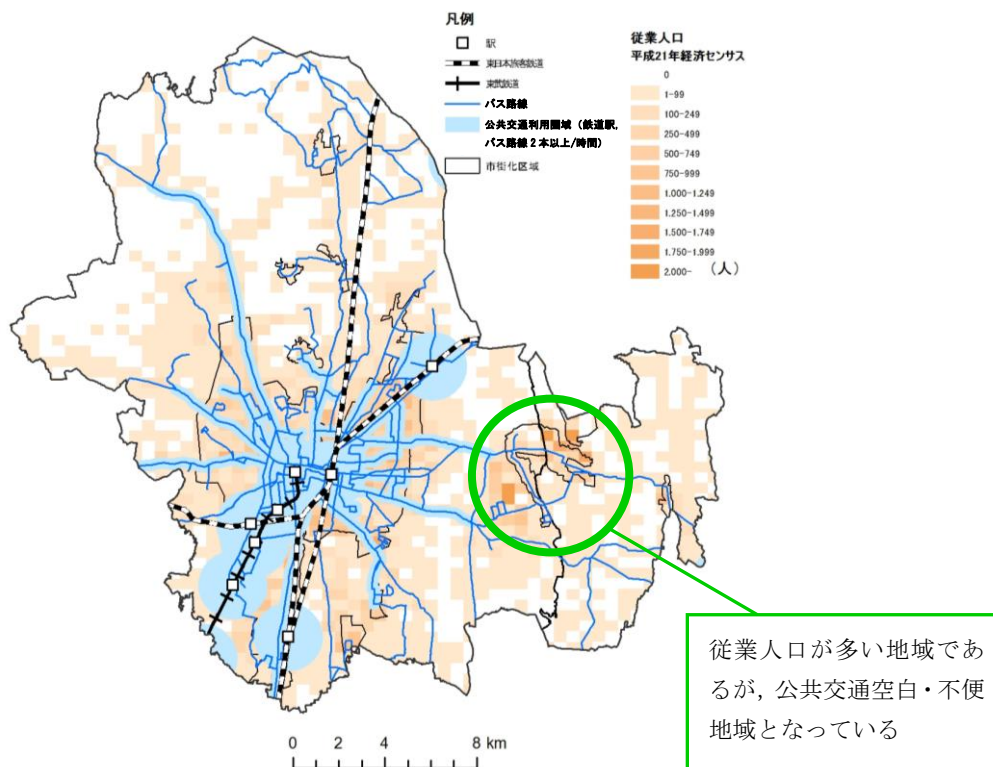 凡例
駅
東日本旅客鉄道
東武鉄道
バス路線
公共交通利用圏域（鉄道駅，
バス路線２本以上/時間）
市街化区域
従業人口
平成21年経済センサス
0
1-99
100-249
250-499
500-749
750-999
1.000-1.249
1.250-1.499
1.500-1.749
1.750-1.999
2.000-
（人）
従業人口が多い地域であ
るが，公共交通空白・不便
地域となっている
0 2 4 8 km